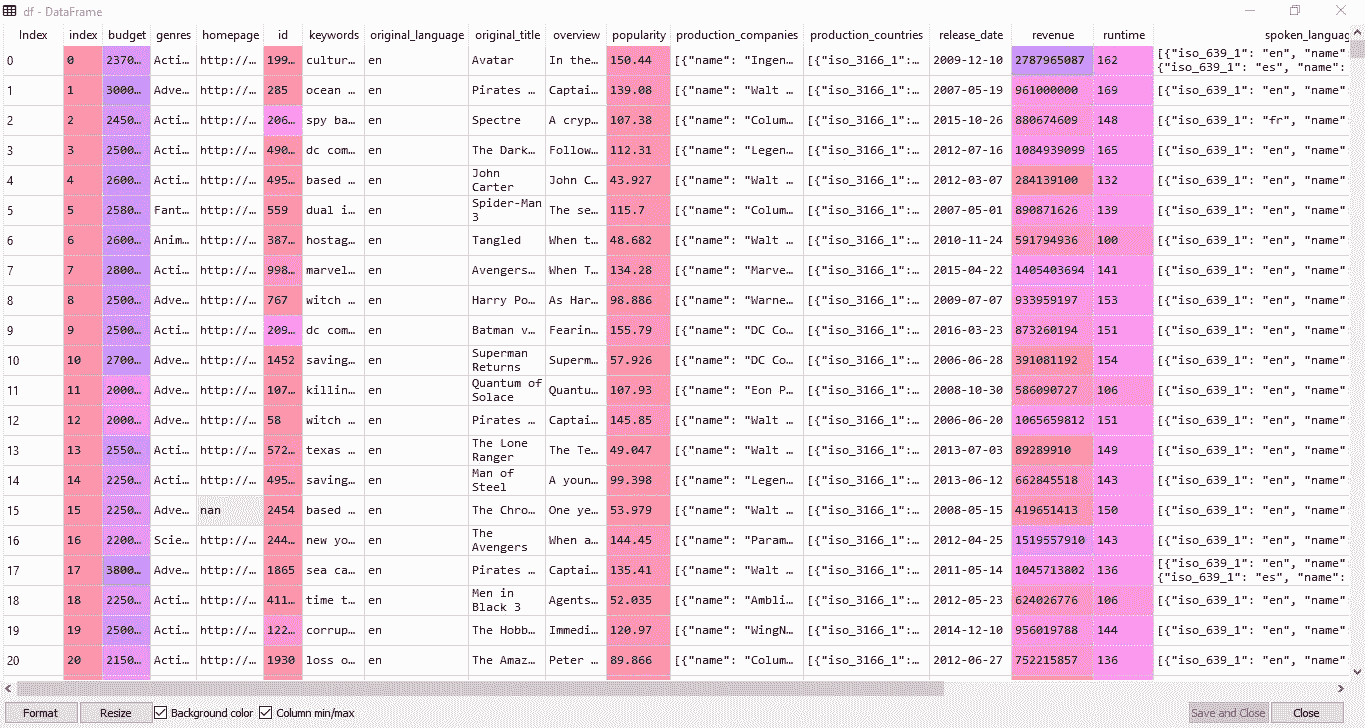 df - DataFrame
Index index budget genres homepage id keywords original_language original_title overview popularity production_companies production_countries release_date revenue runtime spoken_languag
0 0 2370… Acti… http://… 199… cultur… en Avatar In the… 150.44 [{"name": "Ingen… [{"iso_3166_1":… 2009-12-10 2787965087 162 [{"iso_639_1": "en", "name":
{"iso_639_1": "es", "name":
1 1 3000… Adve… http://… 285 ocean … en Pirates … Captai… 139.08 [{"name": "Walt … [{"iso_3166_1":… 2007-05-19 961000000 169 [{"iso_639_1": "en", "name":
2 2 2450… Acti… http://… 206… spy ba… en Spectre A cryp… 107.38 [{"name": "Colum… [{"iso_3166_1":… 2015-10-26 880674609 148 [{"iso_639_1": "fr", "name":
3 3 2500… Acti… http://… 490… dc com… en The Dark… Follow… 112.31 [{"name": "Legen… [{"iso_3166_1":… 2012-07-16 1084939099 165 [{"iso_639_1": "en", "name":
4 4 2600… Acti… http://… 495… based … en John
Carter John C… 43.927 [{"name": "Walt … [{"iso_3166_1":… 2012-03-07 284139100 132 [{"iso_639_1": "en", "name":
5 5 2580… Fant… http://… 559 dual i… en Spider-Man
3 The se… 115.7 [{"name": "Colum… [{"iso_3166_1":… 2007-05-01 890871626 139 [{"iso_639_1": "en", "name":
6 6 2600… Anim… http://… 387… hostag… en Tangled When t… 48.682 [{"name": "Walt … [{"iso_3166_1":… 2010-11-24 591794936 100 [{"iso_639_1": "en", "name":
7 7 2800… Acti… http://… 998… marvel… en Avengers… When T… 134.28 [{"name": "Marve… [{"iso_3166_1":… 2015-04-22 1405403694 141 [{"iso_639_1": "en", "name":
8 8 2500… Adve… http://… 767 witch … en Harry Po… As Har… 98.886 [{"name": "Warne… [{"iso_3166_1":… 2009-07-07 933959197 153 [{"iso_639_1": "en", "name":
9 9 2500… Acti… http://… 209… dc com… en Batman v… Fearin… 155.79 [{"name": "DC Co… [{"iso_3166_1":… 2016-03-23 873260194 151 [{"iso_639_1": "en", "name":
10 10 2700… Adve… http://… 1452 saving… en Superman
Returns Superm… 57.926 [{"name": "DC Co… [{"iso_3166_1":… 2006-06-28 391081192 154 [{"iso_639_1": "en", "name":
11 11 2000… Adve… http://… 107… killin… en Quantum of
Solace Quantu… 107.93 [{"name": "Eon P… [{"iso_3166_1":… 2008-10-30 586090727 106 [{"iso_639_1": "en", "name":
12 12 2000… Adve… http://… 58 witch … en Pirates … Captai… 145.85 [{"name": "Walt … [{"iso_3166_1":… 2006-06-20 1065659812 151 [{"iso_639_1": "en", "name":
13 13 2550… Acti… http://… 572… texas … en The Lone
Ranger The Te… 49.047 [{"name": "Walt … [{"iso_3166_1":… 2013-07-03 89289910 149 [{"iso_639_1": "en", "name":
14 14 2250… Acti… http://… 495… saving… en Man of
Steel A youn… 99.398 [{"name": "Legen… [{"iso_3166_1":… 2013-06-12 662845518 143 [{"iso_639_1": "en", "name":
15 15 2250… Adve… nan 2454 based … en The Chro… One ye… 53.979 [{"name": "Walt … [{"iso_3166_1":… 2008-05-15 419651413 150 [{"iso_639_1": "en", "name":
16 16 2200… Scie… http://… 244… new yo… en The
Avengers When a… 144.45 [{"name": "Param… [{"iso_3166_1":… 2012-04-25 1519557910 143 [{"iso_639_1": "en", "name":
17 17 3800… Adve… http://… 1865 sea ca… en Pirates … Captai… 135.41 [{"name": "Walt … [{"iso_3166_1":… 2011-05-14 1045713802 136 [{"iso_639_1": "en", "name":
{"iso_639_1": "es", "name":
18 18 2250… Acti… http://… 411… time t… en Men in
Black 3 Agents… 52.035 [{"name": "Ambli… [{"iso_3166_1":… 2012-05-23 624026776 106 [{"iso_639_1": "en", "name":
19 19 2500… Acti… http://… 122… corrup… en The Hobb… Immedi… 120.97 [{"name": "WingN… [{"iso_3166_1":… 2014-12-10 956019788 144 [{"iso_639_1": "en", "name":
20 20 2150… Acti… http://… 1930 loss o… en The Amaz… Peter … 89.866 [{"name": "Colum… [{"iso_3166_1":… 2012-06-27 752215857 136 [{"iso_639_1": "en", "name":
Format Resize Background color Column min/max Save and Close Close